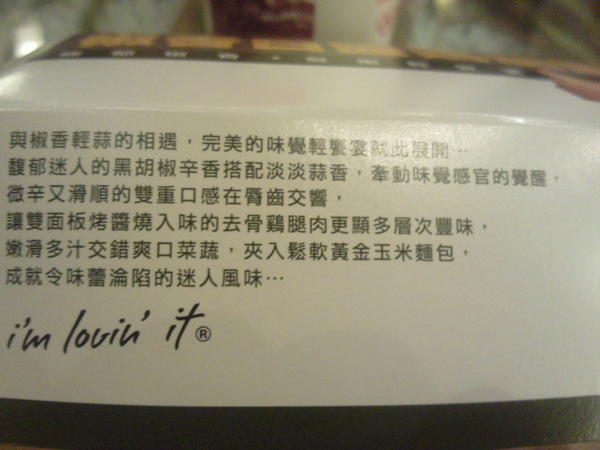 與椒香輕蒜的相遇，完美的味覺輕饗宴就此展開…
馥郁迷人的黑胡椒辛香搭配淡淡蒜香，牽動味覺感官的覺醒，
微辛又滑順的雙重口感在脣齒交響，
讓雙面板烤醬燒入味的去骨鷄腿肉更顯多層次豐味，
嫩滑多汁交錯爽口菜蔬，夾入鬆軟黃金玉米麵包，
成就令味蕾淪陷的迷人風味…
i'm lovin' it®